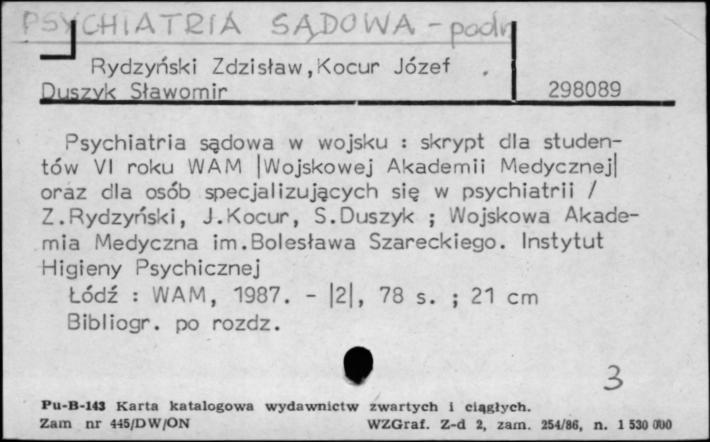 PSYCHIATRIA SĄDOWA - podr
Rydzyński Zdzisław,Kocur Józef
Duszyk Sławomir 298089
Psychiatria sądowa w wojsku : skrypt dla studen-
tów VI roku WAM |Wojskowej Akademii Medycznej|
oraz dla osób specjalizujących się w psychiatrii /
Z.Rydzyński, J.Kocur, S.Duszyk ; Wojskowa Akade-
mia Medyczna im.Bolesława Szareckiego. Instytut
Higieny Psychicznej
Łódź : WAM, 1987. - |2|, 78 s. ; 21 cm
Bibliogr. po rozdz.
3
Pu-B-143 Karta katalogowa wydawnictw zwartych i ciągłych.
Zam nr 445/DW/ON WZGraf. Z-d 2, zam. 254/86, n. 1 530 000